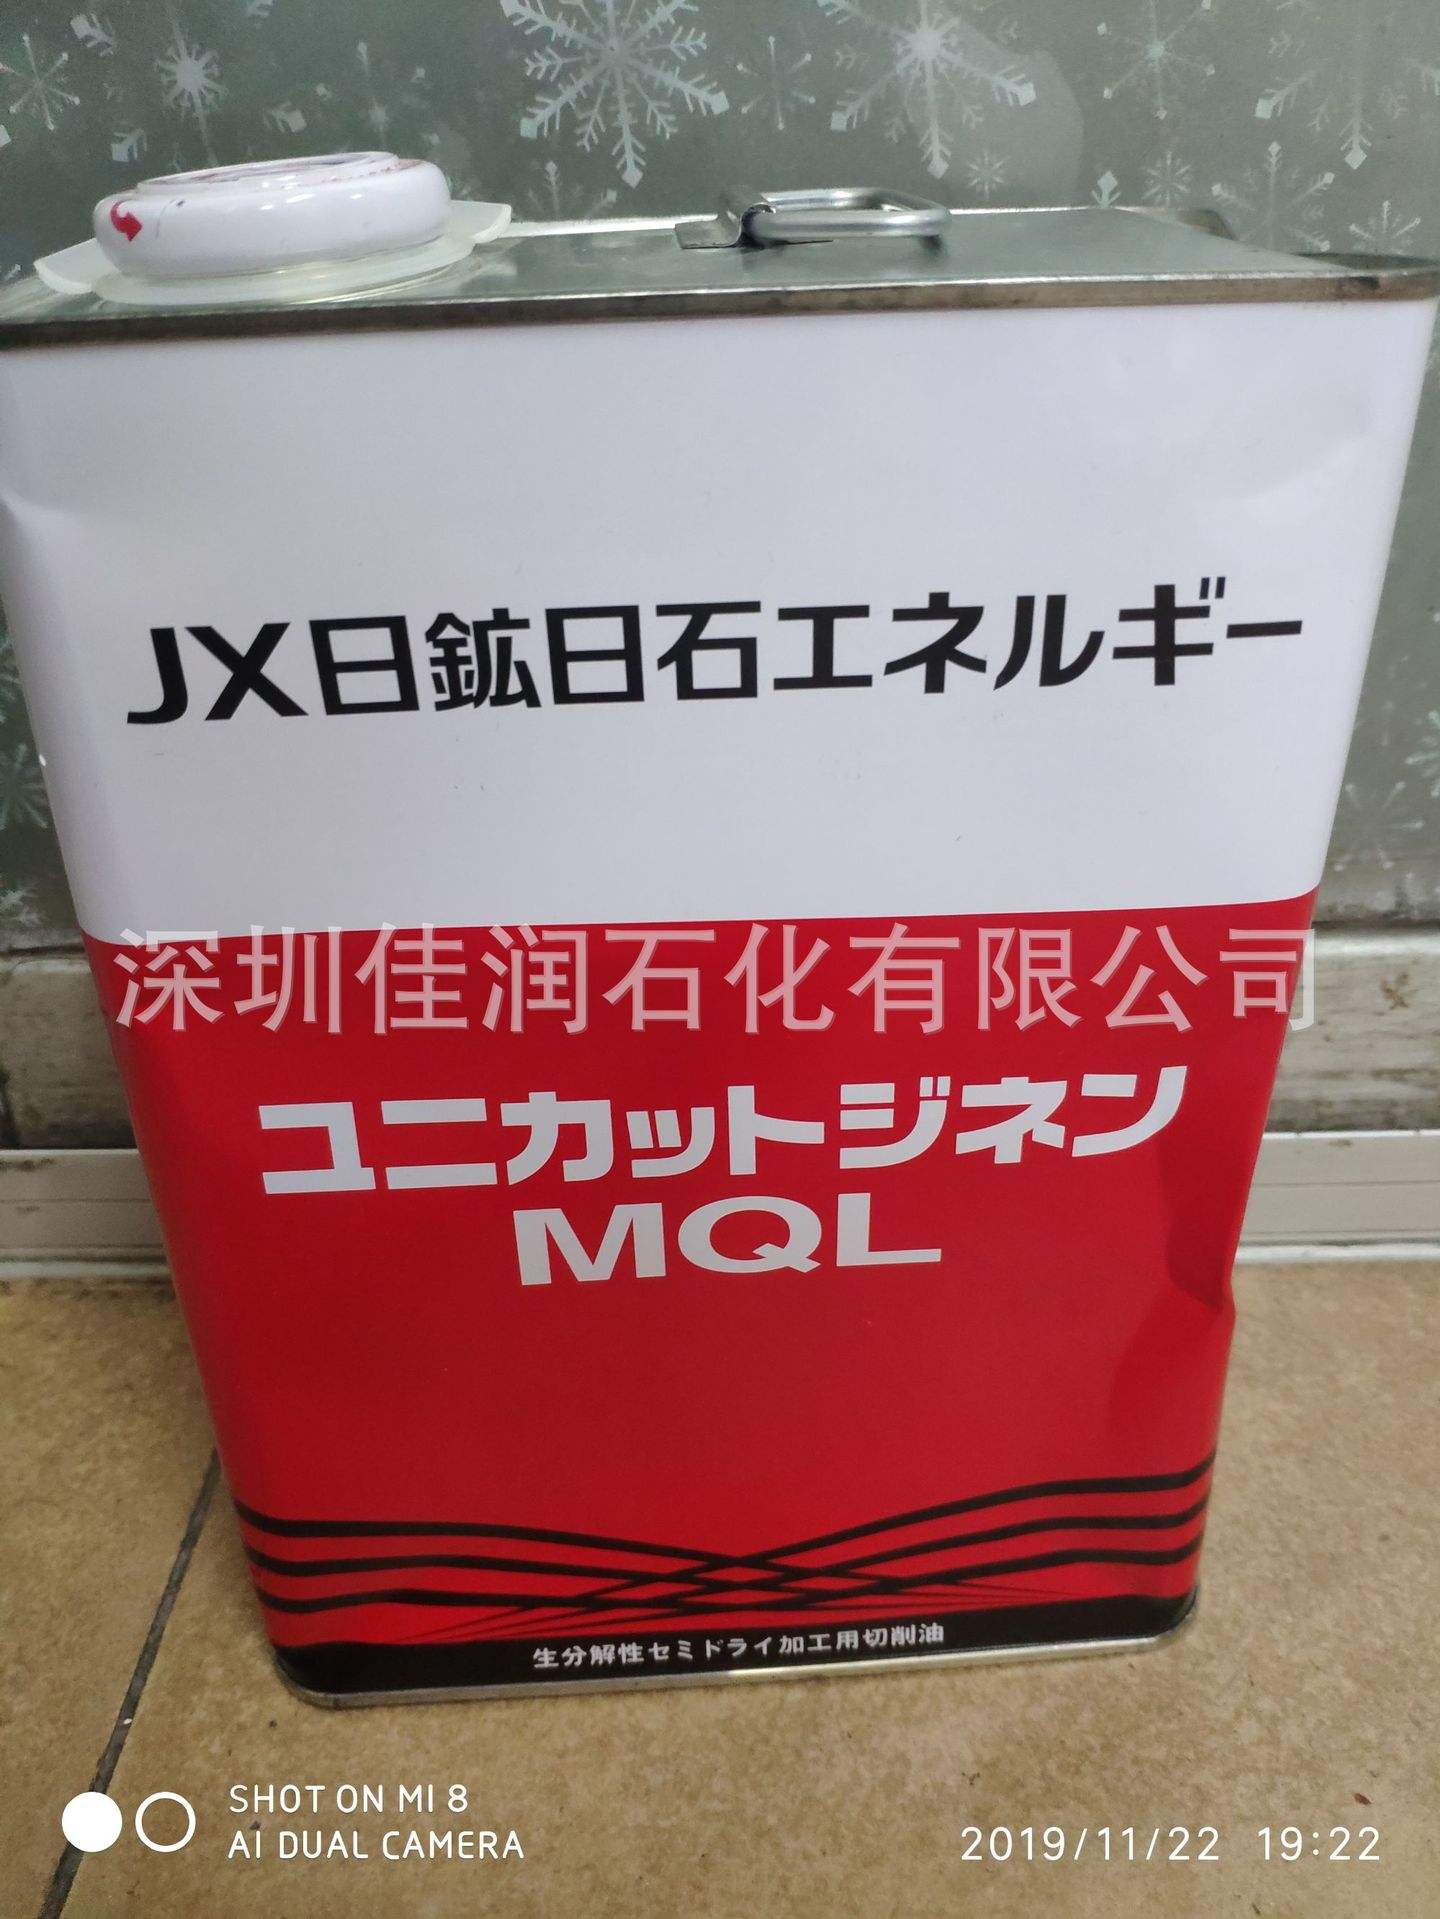 JX日鉱日石エネルギー
深圳佳润石化有限公司
ユニカットジネン
MQL
生分解性セミドライ加工用切削油
SHOT ON MI 8
AI DUAL CAMERA
2019/11/22 19:22